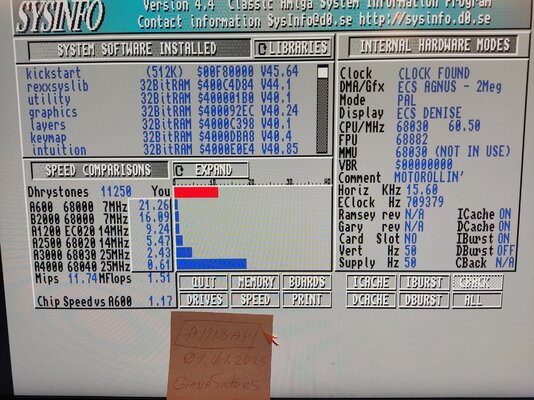 SYSINFO
Version 4.4 Classic Amiga System Information Program
Contact information SysInfo@d0.se http://sysinfo.d0.se
SYSTEM SOFTWARE INSTALLED
LIBRARIES
kickstart (512K) $00F80000 V45.64
rexxsyslib 32BitRAM $400C4D84 V44.1
utility 32BitRAM $400001B0 V40.1
graphics 32BitRAM $400092EC V40.24
layers 32BitRAM $4000C398 V40.1
keymap 32BitRAM $4000DBA8 V40.4
intuition 32BitRAM $4000E0E4 V40.85
INTERNAL HARDWARE MODES
Clock CLOCK FOUND
DMA/Gfx ECS AGNUS - 2Meg
Mode PAL
Display ECS DENISE
CPU/MHz 68030 60.50
FPU 68882
MMU 68030 (NOT IN USE)
VBR $00000000
Comment MOTOROLLIN'
Horiz KHz 15.60
EClock Hz 709379
Ramsey rev N/A ICache ON
Gary rev N/A DCache ON
Card Slot NO IBurst ON
Vert Hz 50 DBurst OFF
Supply Hz 50 CBack N/A
SPEED COMPARISONS
EXPAND
Dhrystones 11250 You
A600 68000 7MHz 21.26
B2000 68000 7MHz 16.09
A1200 EC020 14MHz 9.24
A2500 68020 14MHz 5.47
A3000 68030 25MHz 2.43
A4000 68040 25MHz 0.61
Mips 11.74 MFlops 1.51
Chip Speed vs A600 1.17
QUIT MEMORY BOARDS
DRIVES SPEED PRINT
ICACHE IBURST CBACK
DCACHE DBURST ALL
AMIBAY
GianaSisters